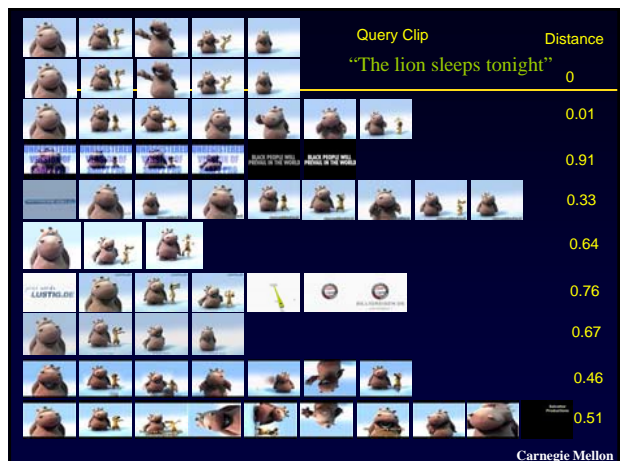 Query Clip
Distance
“The lion sleeps tonight”
0
0.01
BLACK PEOPLE WILL
PREVAIL IN THE WORLD
BLACK PEOPLE WILL
PREVAIL IN THE WORLD
0.91
0.33
0.64
LUSTIG.DE
0.76
0.67
0.46
Productions
0.51
Carnegie Mellon